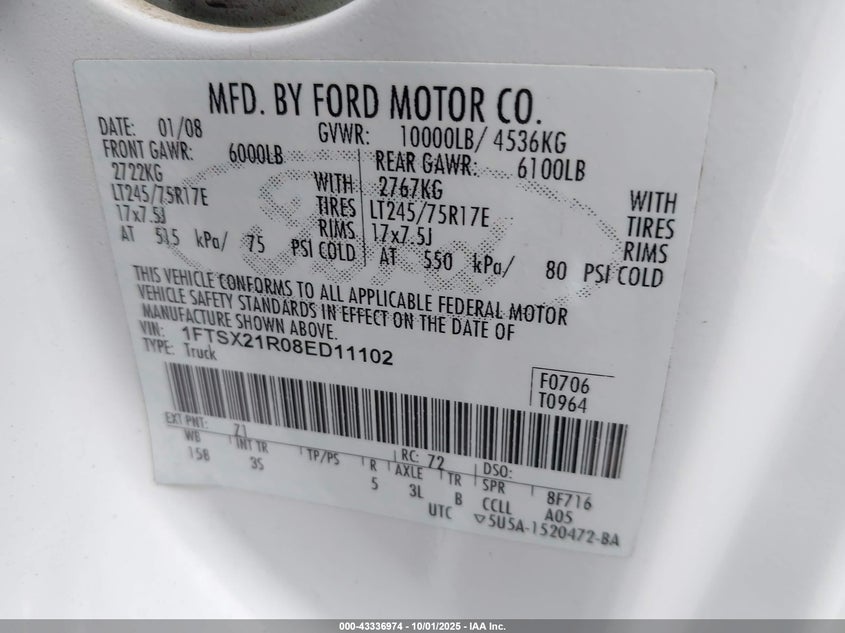 MFD. BY FORD MOTOR CO.
DATE: 01/08 GVWR: 10000LB/ 4536KG
FRONT GAWR: 6000LB REAR GAWR: 6100LB
2722KG WITH 2767KG WITH
LT245/75R17E TIRES LT245/75R17E TIRES
17x7.5J RIMS 17x7.5J RIMS
AT 515 kPa/ 75 PSI COLD AT 550 kPa/ 80 PSI COLD
THIS VEHICLE CONFORMS TO ALL APPLICABLE FEDERAL MOTOR
VEHICLE SAFETY STANDARDS IN EFFECT ON THE DATE OF
MANUFACTURE SHOWN ABOVE.
VIN: 1FTSX21R08ED11102
TYPE: Truck
F0706
T0964
EXT PNT: Z1 RC: 72 DSO:
WB INT TR TP/PS R AXLE TR SPR 8F716
158 3S 5 3L B CCLL A05
UTC ▽5U5A-1520472-BA
000-43336974 - 10/01/2025 - IAA Inc.